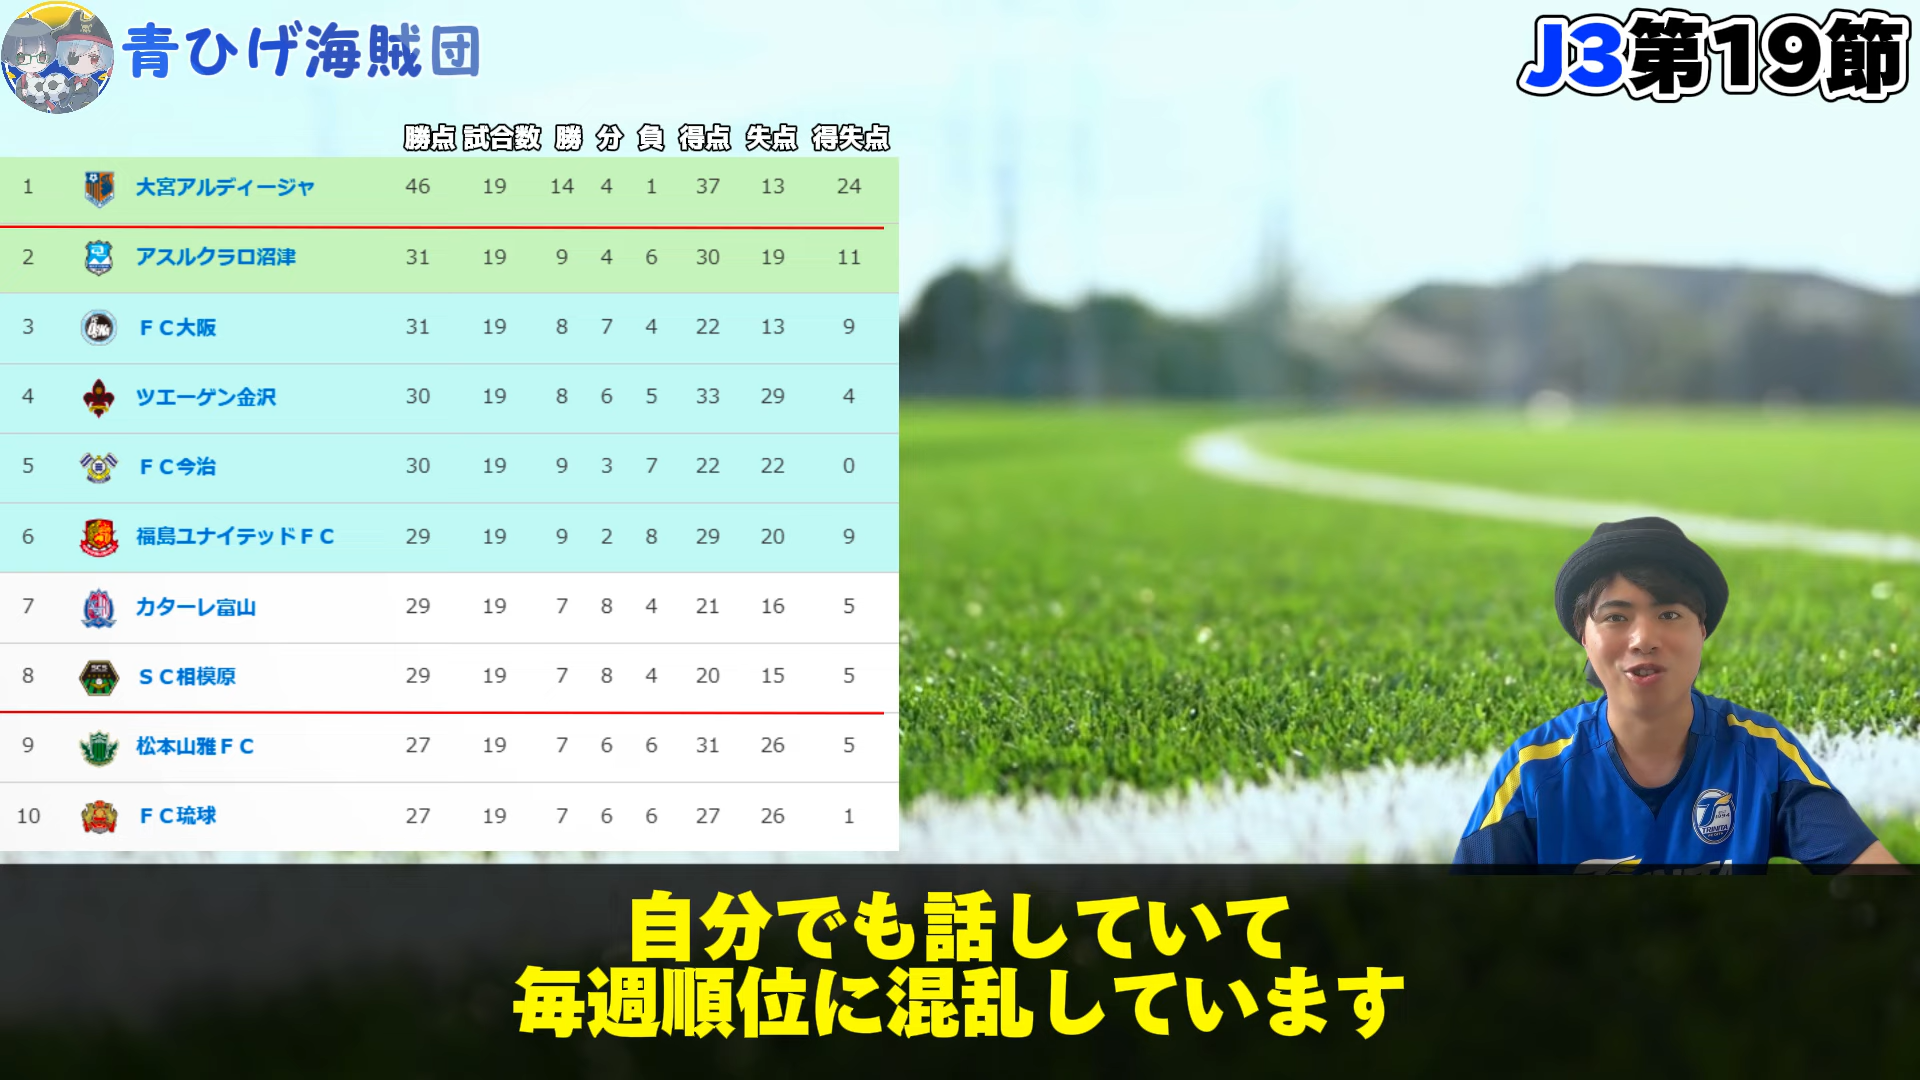 青ひげ海賊団
J3第19節
勝点 試合数 勝 分 負 得点 失点 得失点
1 大宮アルディージャ 46 19 14 4 1 37 13 24
2 アスルクラロ沼津 31 19 9 4 6 30 19 11
3 ＦＣ大阪 31 19 8 7 4 22 13 9
4 ツエーゲン金沢 30 19 8 6 5 33 29 4
5 ＦＣ今治 30 19 9 3 7 22 22 0
6 福島ユナイテッドＦＣ 29 19 9 2 8 29 20 9
7 カターレ富山 29 19 7 8 4 21 16 5
8 ＳＣ相模原 29 19 7 8 4 20 15 5
9 松本山雅ＦＣ 27 19 7 6 6 31 26 5
10 ＦＣ琉球 27 19 7 6 6 27 26 1
TRINITA
自分でも話していて
毎週順位に混乱しています